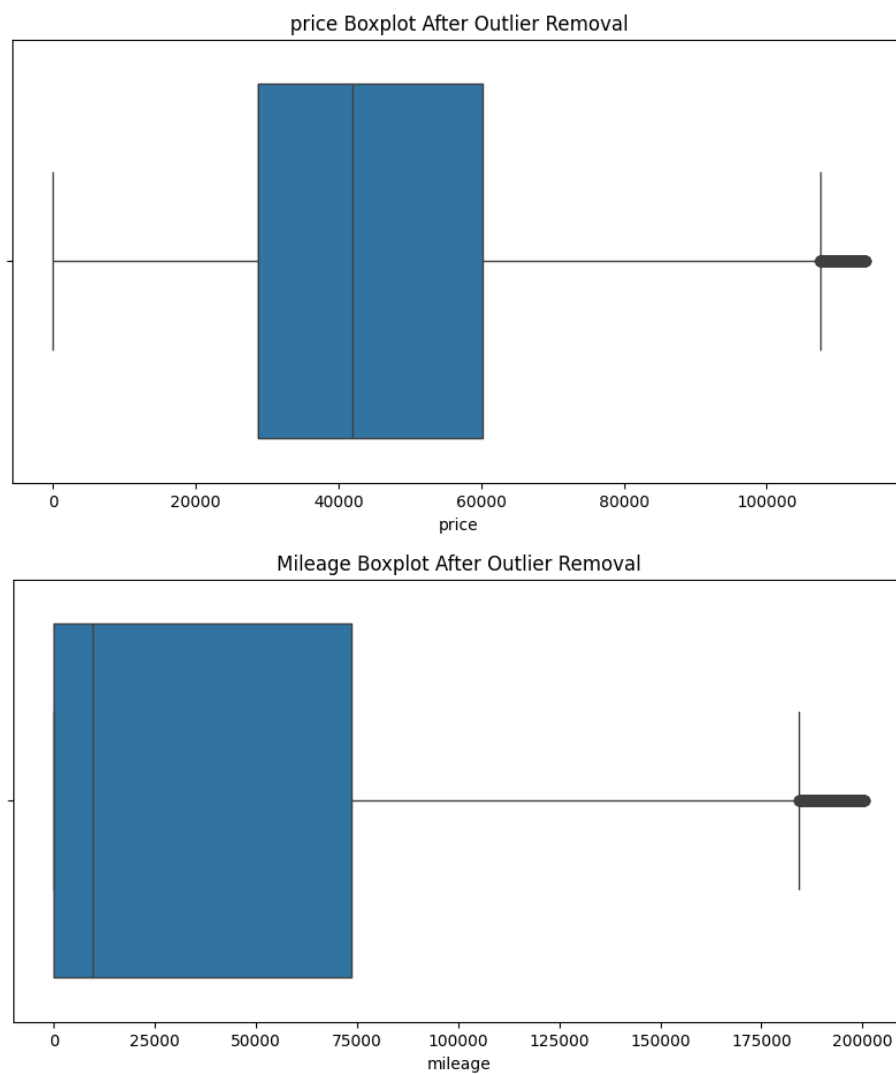 price Boxplot After Outlier Removal
0 20000 40000 60000 80000 100000
price
Mileage Boxplot After Outlier Removal
0 25000 50000 75000 100000 125000 150000 175000 200000
mileage